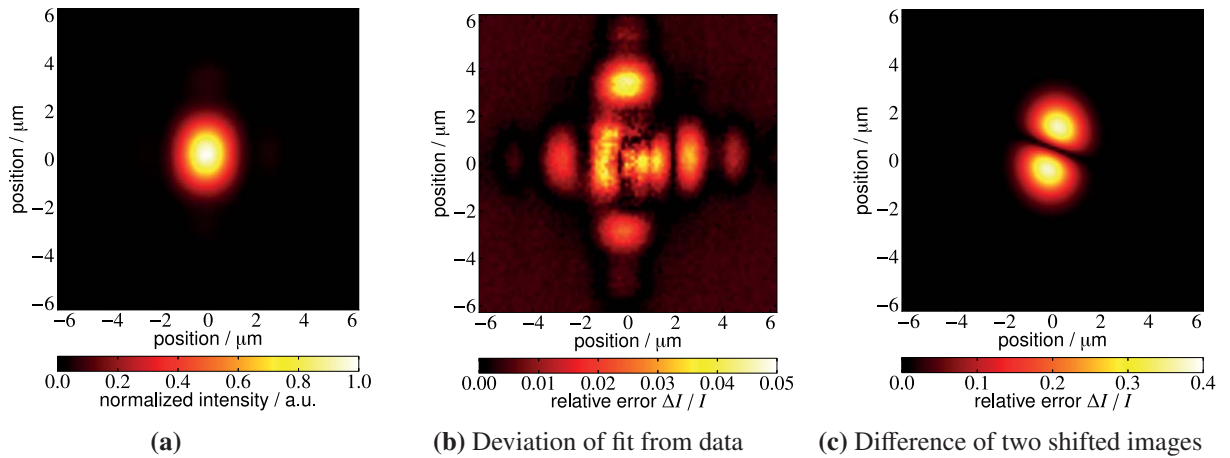 6
4
2
0
−2
−4
−6
position / μm
−6 −4 −2 0 2 4 6
position / μm
0.0 0.2 0.4 0.6 0.8 1.0
normalized intensity / a.u.
(a)
6
4
2
0
−2
−4
−6
position / μm
−6 −4 −2 0 2 4 6
position / μm
0.00 0.01 0.02 0.03 0.04 0.05
relative error ΔI / I
(b) Deviation of fit from data
6
4
2
0
−2
−4
−6
position / μm
−6 −4 −2 0 2 4 6
position / μm
0.0 0.1 0.2 0.3 0.4
relative error ΔI / I
(c) Difference of two shifted images